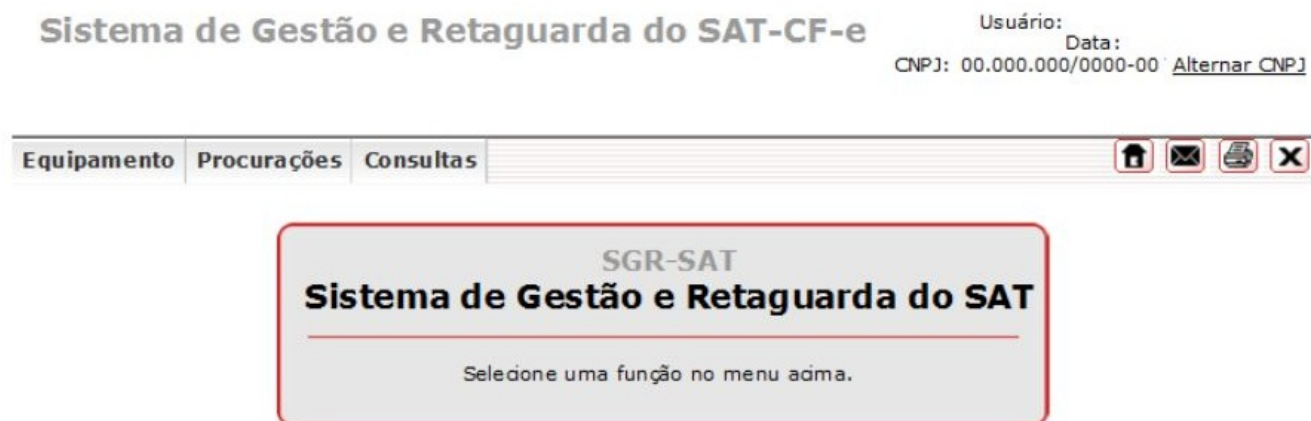 Sistema de Gestão e Retaguarda do SAT-CF-e
Usuário:
Data:
CNPJ: 00.000.000/0000-00 Alternar CNPJ
Equipamento Procurações Consultas
SGR-SAT
Sistema de Gestão e Retaguarda do SAT
Selecione uma função no menu acima.